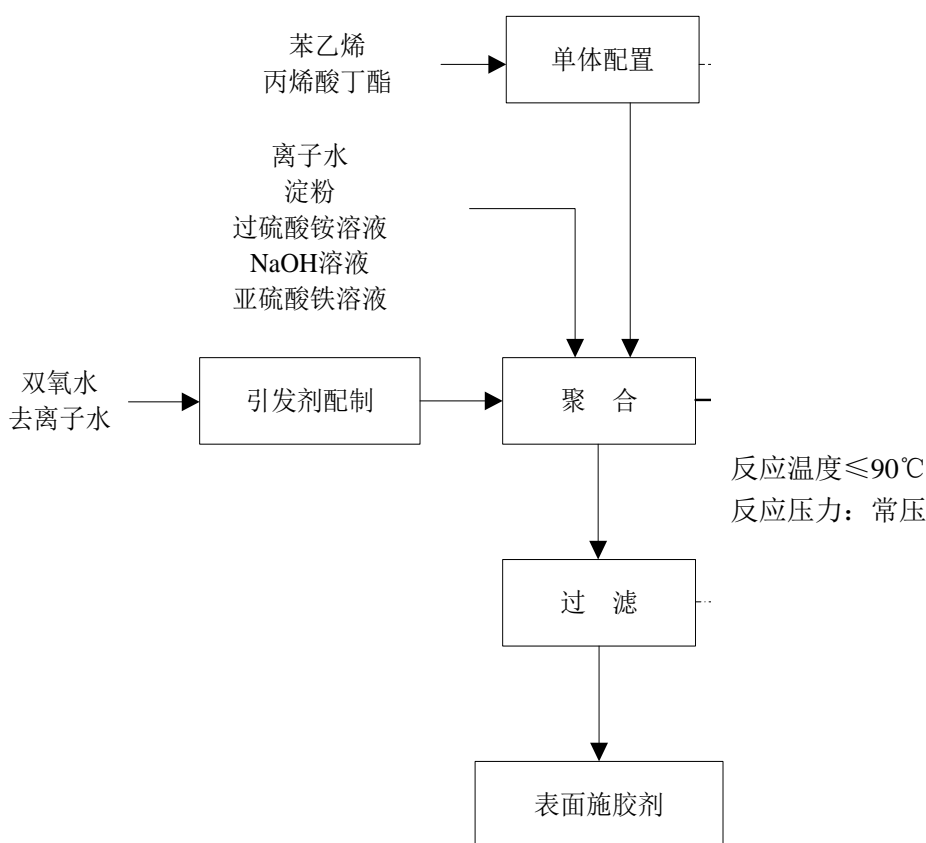 苯乙烯
丙烯酸丁酯
单体配置
离子水
淀粉
过硫酸铵溶液
NaOH溶液
亚硫酸铁溶液
双氧水
去离子水
引发剂配制
聚 合
反应温度≤90℃
反应压力：常压
过 滤
表面施胶剂